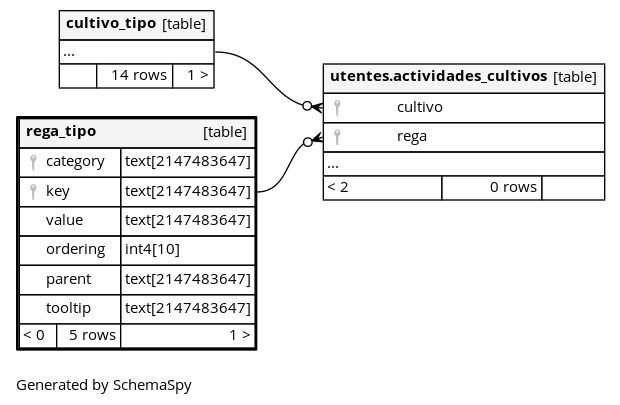 cultivo_tipo [table]
...
14 rows 1 >
utentes.actividades_cultivos [table]
cultivo
rega
...
< 2 0 rows
rega_tipo [table]
category text[2147483647]
key text[2147483647]
value text[2147483647]
ordering int4[10]
parent text[2147483647]
tooltip text[2147483647]
< 0 5 rows 1 >
Generated by SchemaSpy